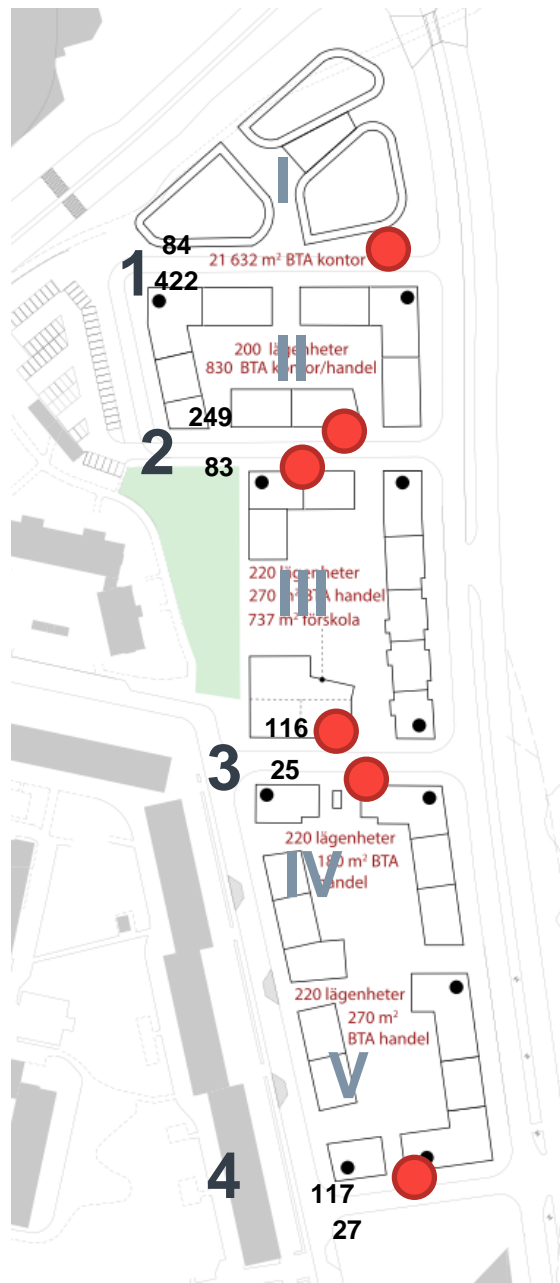 I
84
21 632 m² BTA kontor
1
422
200 lägenheter
II
830 BTA kontor/handel
249
2
83
220 lägenheter
III
270 m² BTA handel
737 m² förskola
116
3
25
220 lägenheter
IV
180 m² BTA
handel
220 lägenheter
270 m²
BTA handel
V
4
117
27